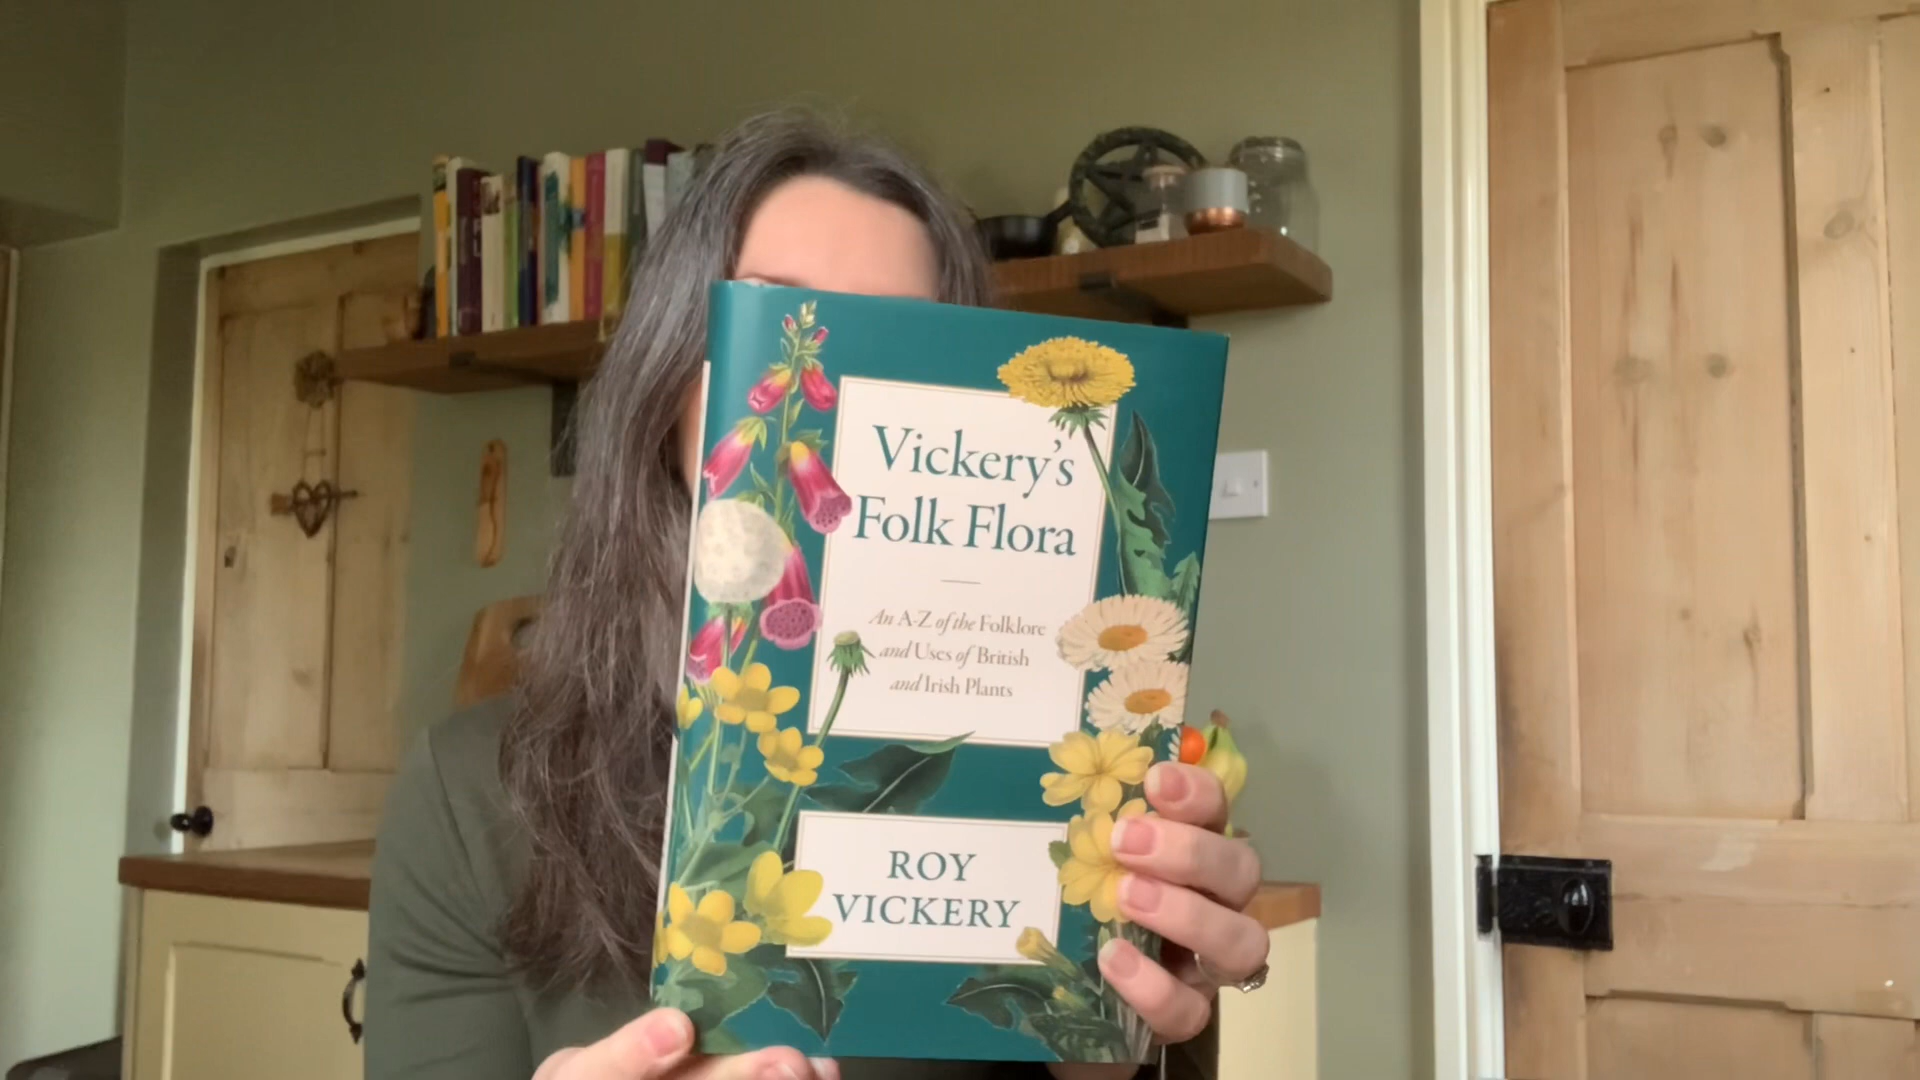 Vickery's
Folk Flora
An A-Z of the Folklore
and Uses of British
and Irish Plants
ROY
VICKERY